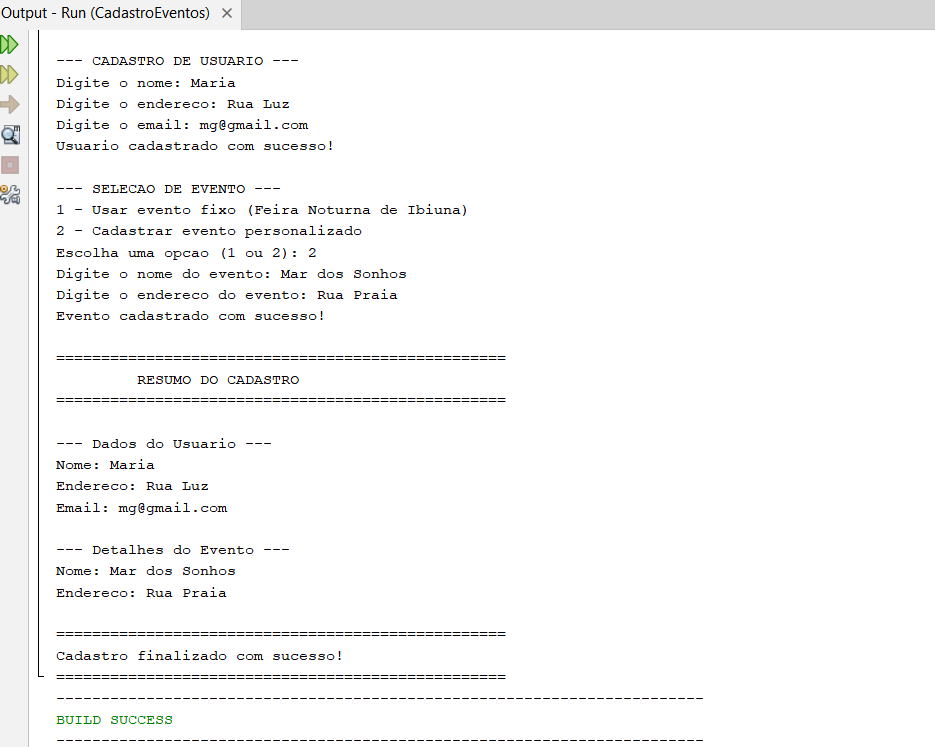 Output - Run (CadastroEventos) ×
--- CADASTRO DE USUARIO ---
Digite o nome: Maria
Digite o endereco: Rua Luz
Digite o email: mg@gmail.com
Usuario cadastrado com sucesso!
--- SELECAO DE EVENTO ---
1 - Usar evento fixo (Feira Noturna de Ibiuna)
2 - Cadastrar evento personalizado
Escolha uma opcao (1 ou 2): 2
Digite o nome do evento: Mar dos Sonhos
Digite o endereco do evento: Rua Praia
Evento cadastrado com sucesso!
==================================================
RESUMO DO CADASTRO
==================================================
--- Dados do Usuario ---
Nome: Maria
Endereco: Rua Luz
Email: mg@gmail.com
--- Detalhes do Evento ---
Nome: Mar dos Sonhos
Endereco: Rua Praia
==================================================
Cadastro finalizado com sucesso!
==================================================
------------------------------------------------------------------------
BUILD SUCCESS
------------------------------------------------------------------------